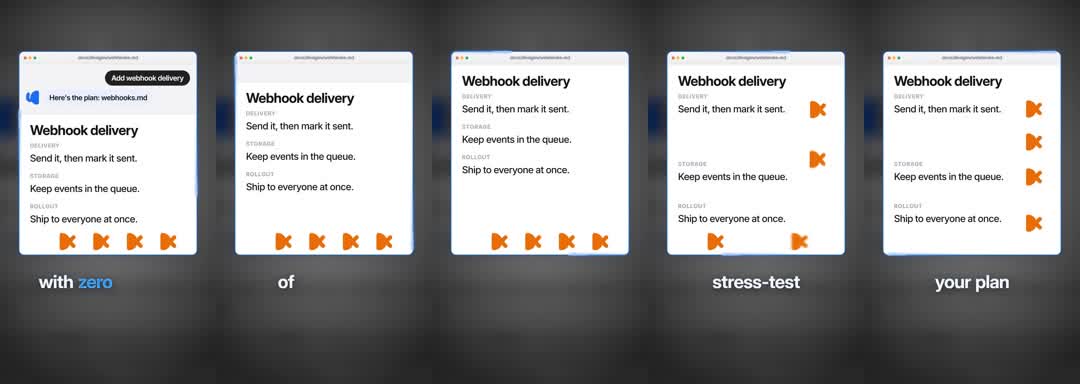 Add webhook delivery
Here's the plan: webhooks.md
Webhook delivery
DELIVERY
Send it, then mark it sent.
STORAGE
Keep events in the queue.
ROLLOUT
Ship to everyone at once.
with zero
Webhook delivery
DELIVERY
Send it, then mark it sent.
STORAGE
Keep events in the queue.
ROLLOUT
Ship to everyone at once.
of
Webhook delivery
DELIVERY
Send it, then mark it sent.
STORAGE
Keep events in the queue.
ROLLOUT
Ship to everyone at once.
Webhook delivery
DELIVERY
Send it, then mark it sent.
STORAGE
Keep events in the queue.
ROLLOUT
Ship to everyone at once.
stress-test
Webhook delivery
DELIVERY
Send it, then mark it sent.
STORAGE
Keep events in the queue.
ROLLOUT
Ship to everyone at once.
your plan